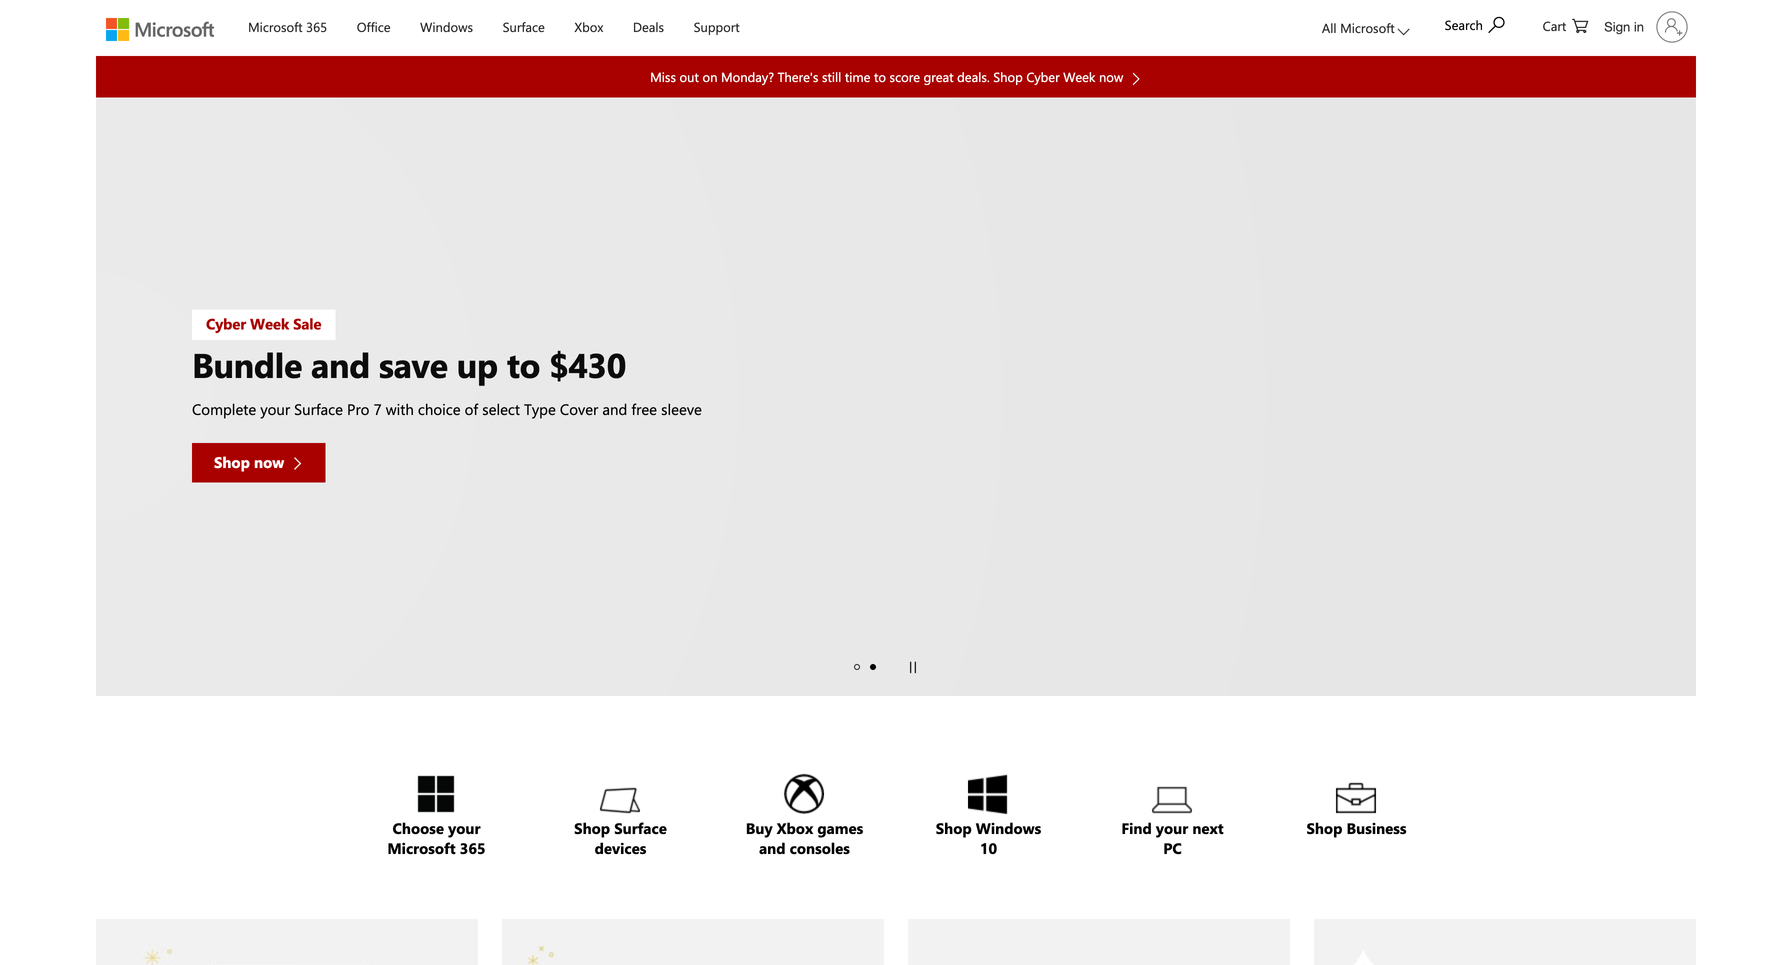 Microsoft
Microsoft 365
Office
Windows
Surface
Xbox
Deals
Support
All Microsoft
Search
Cart
Sign in
Miss out on Monday? There's still time to score great deals. Shop Cyber Week now
Cyber Week Sale
Bundle and save up to $430
Complete your Surface Pro 7 with choice of select Type Cover and free sleeve
Shop now
Choose your
Microsoft 365
Shop Surface
devices
Buy Xbox games
and consoles
Shop Windows
10
Find your next
PC
Shop Business